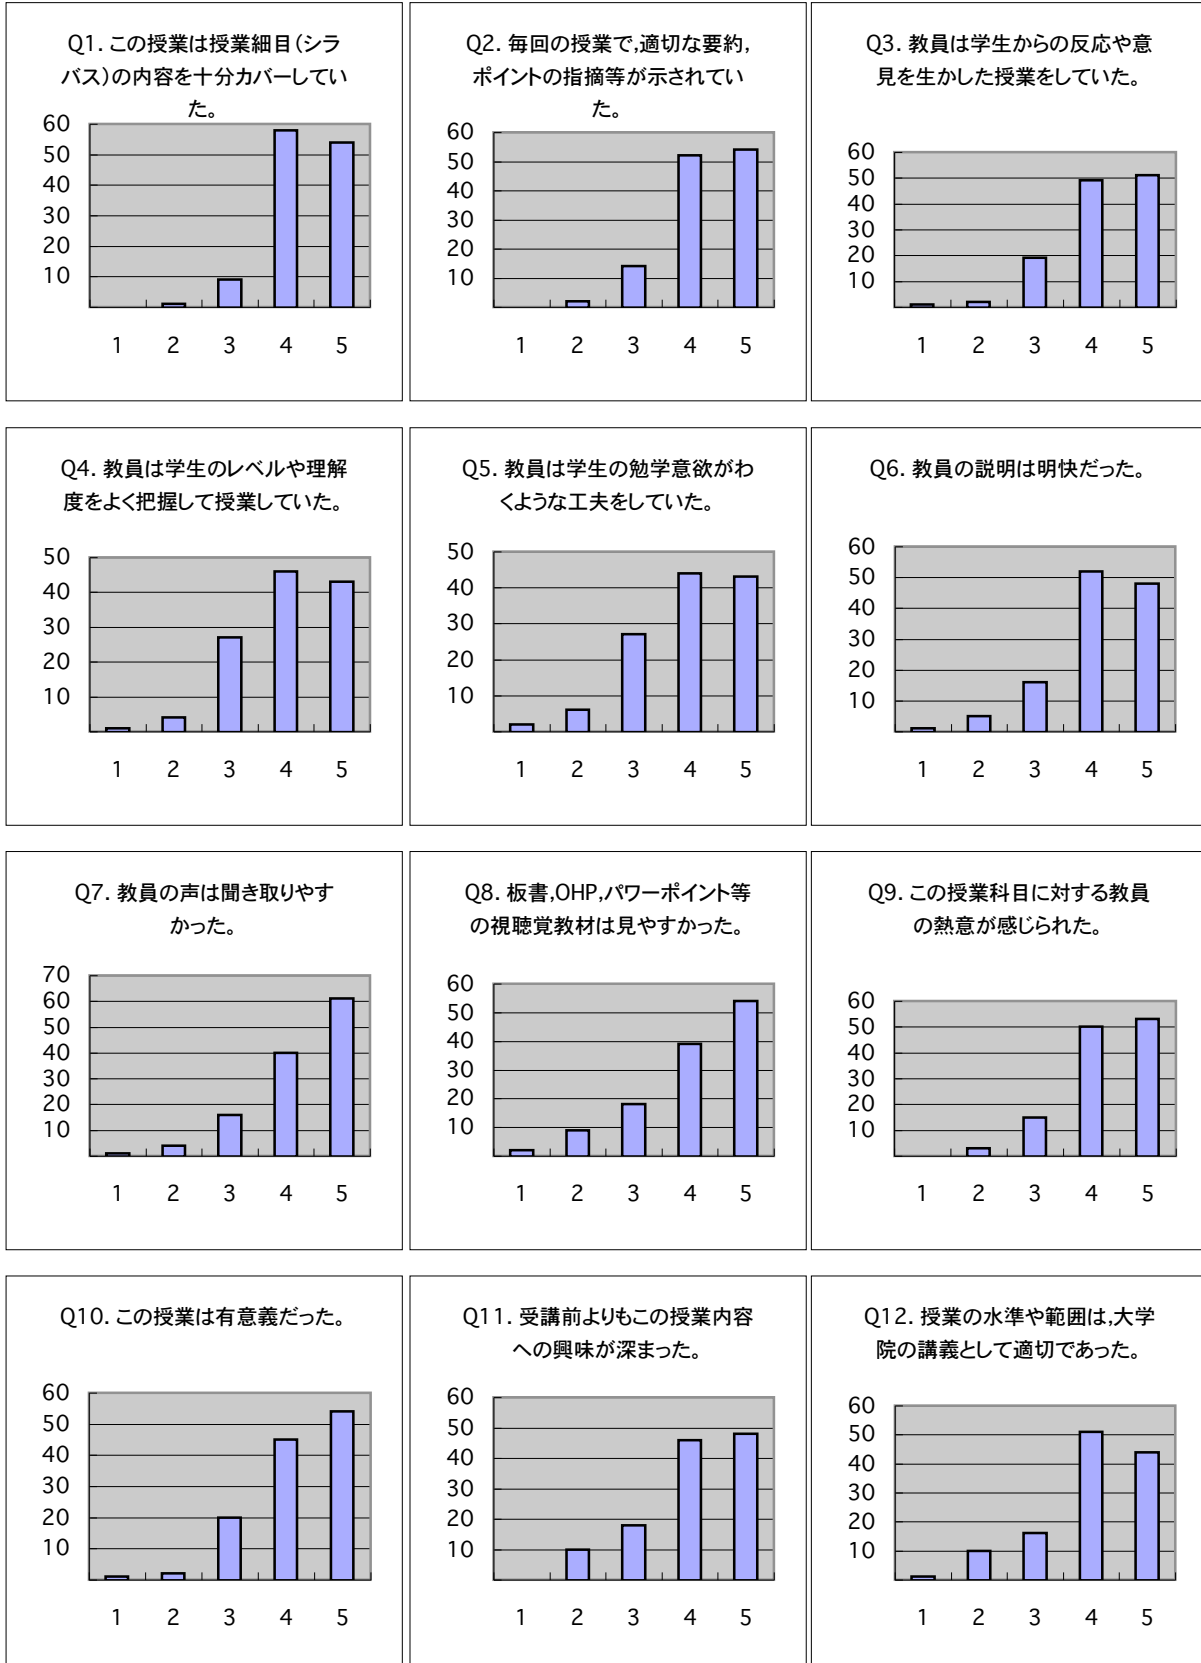 Q1. この授業は授業細目(シラ
バス)の内容を十分カバーしてい
た。
60
50
40
30
20
10
1 2 3 4 5
Q2. 毎回の授業で,適切な要約,
ポイントの指摘等が示されてい
た。
60
50
40
30
20
10
1 2 3 4 5
Q3. 教員は学生からの反応や意
見を生かした授業をしていた。
60
50
40
30
20
10
1 2 3 4 5
Q4. 教員は学生のレベルや理解
度をよく把握して授業していた。
50
40
30
20
10
1 2 3 4 5
Q5. 教員は学生の勉学意欲がわ
くような工夫をしていた。
50
40
30
20
10
1 2 3 4 5
Q6. 教員の説明は明快だった。
60
50
40
30
20
10
1 2 3 4 5
Q7. 教員の声は聞き取りやす
かった。
70
60
50
40
30
20
10
1 2 3 4 5
Q8. 板書,OHP,パワーポイント等
の視聴覚教材は見やすかった。
60
50
40
30
20
10
1 2 3 4 5
Q9. この授業科目に対する教員
の熱意が感じられた。
60
50
40
30
20
10
1 2 3 4 5
Q10. この授業は有意義だった。
60
50
40
30
20
10
1 2 3 4 5
Q11. 受講前よりもこの授業内容
への興味が深まった。
60
50
40
30
20
10
1 2 3 4 5
Q12. 授業の水準や範囲は,大学
院の講義として適切であった。
60
50
40
30
20
10
1 2 3 4 5